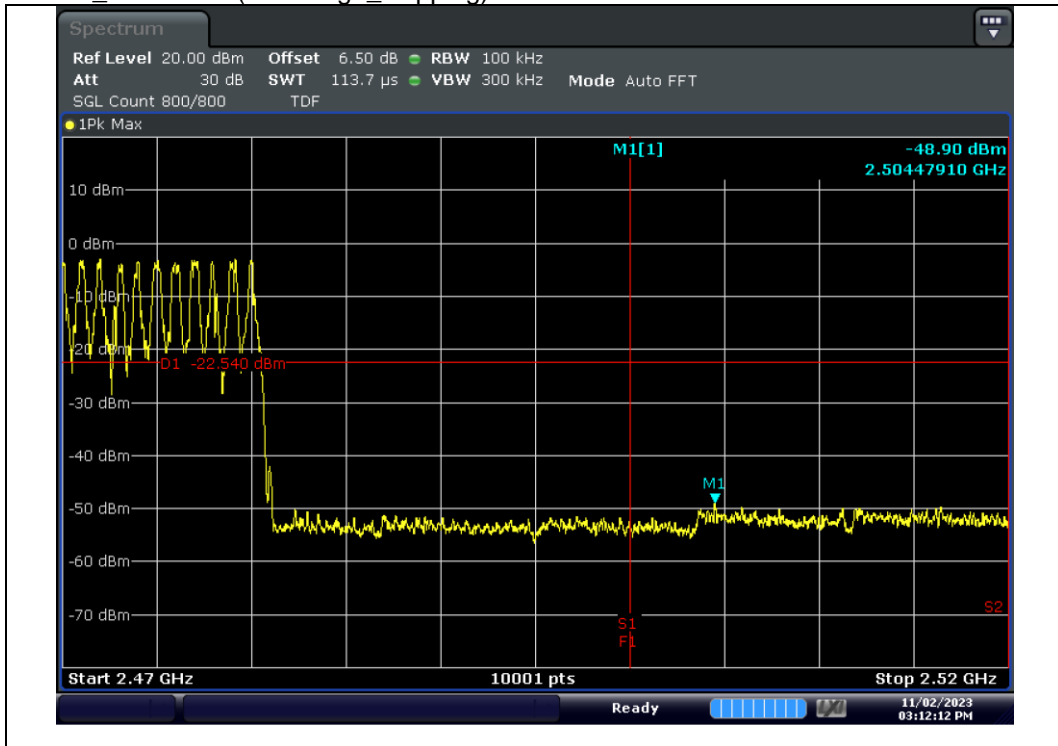 Spectrum
Ref Level 20.00 dBm Offset 6.50 dB RBW 100 kHz
Att 30 dB SWT 113.7 µs VBW 300 kHz Mode Auto FFT
SGL Count 800/800 TDF
1Pk Max
M1[1] -48.90 dBm
2.50447910 GHz
10 dBm
0 dBm
-10 dBm
-20 dBm
D1 -22.540 dBm
-30 dBm
-40 dBm
M1
-50 dBm
-60 dBm
S2
-70 dBm
S1
F1
Start 2.47 GHz 10001 pts Stop 2.52 GHz
Ready 11/02/2023
03:12:12 PM